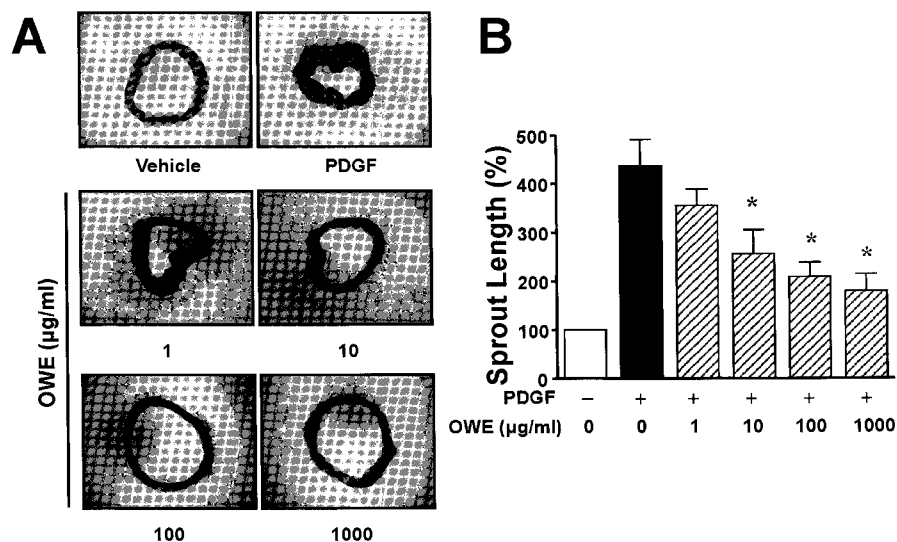 A
Vehicle PDGF
OWE (µg/ml)
1 10
100 1000
B
Sprout Length (%)
500
400
300
200
100
0
* * *
PDGF − + + + + +
OWE (µg/ml) 0 0 1 10 100 1000